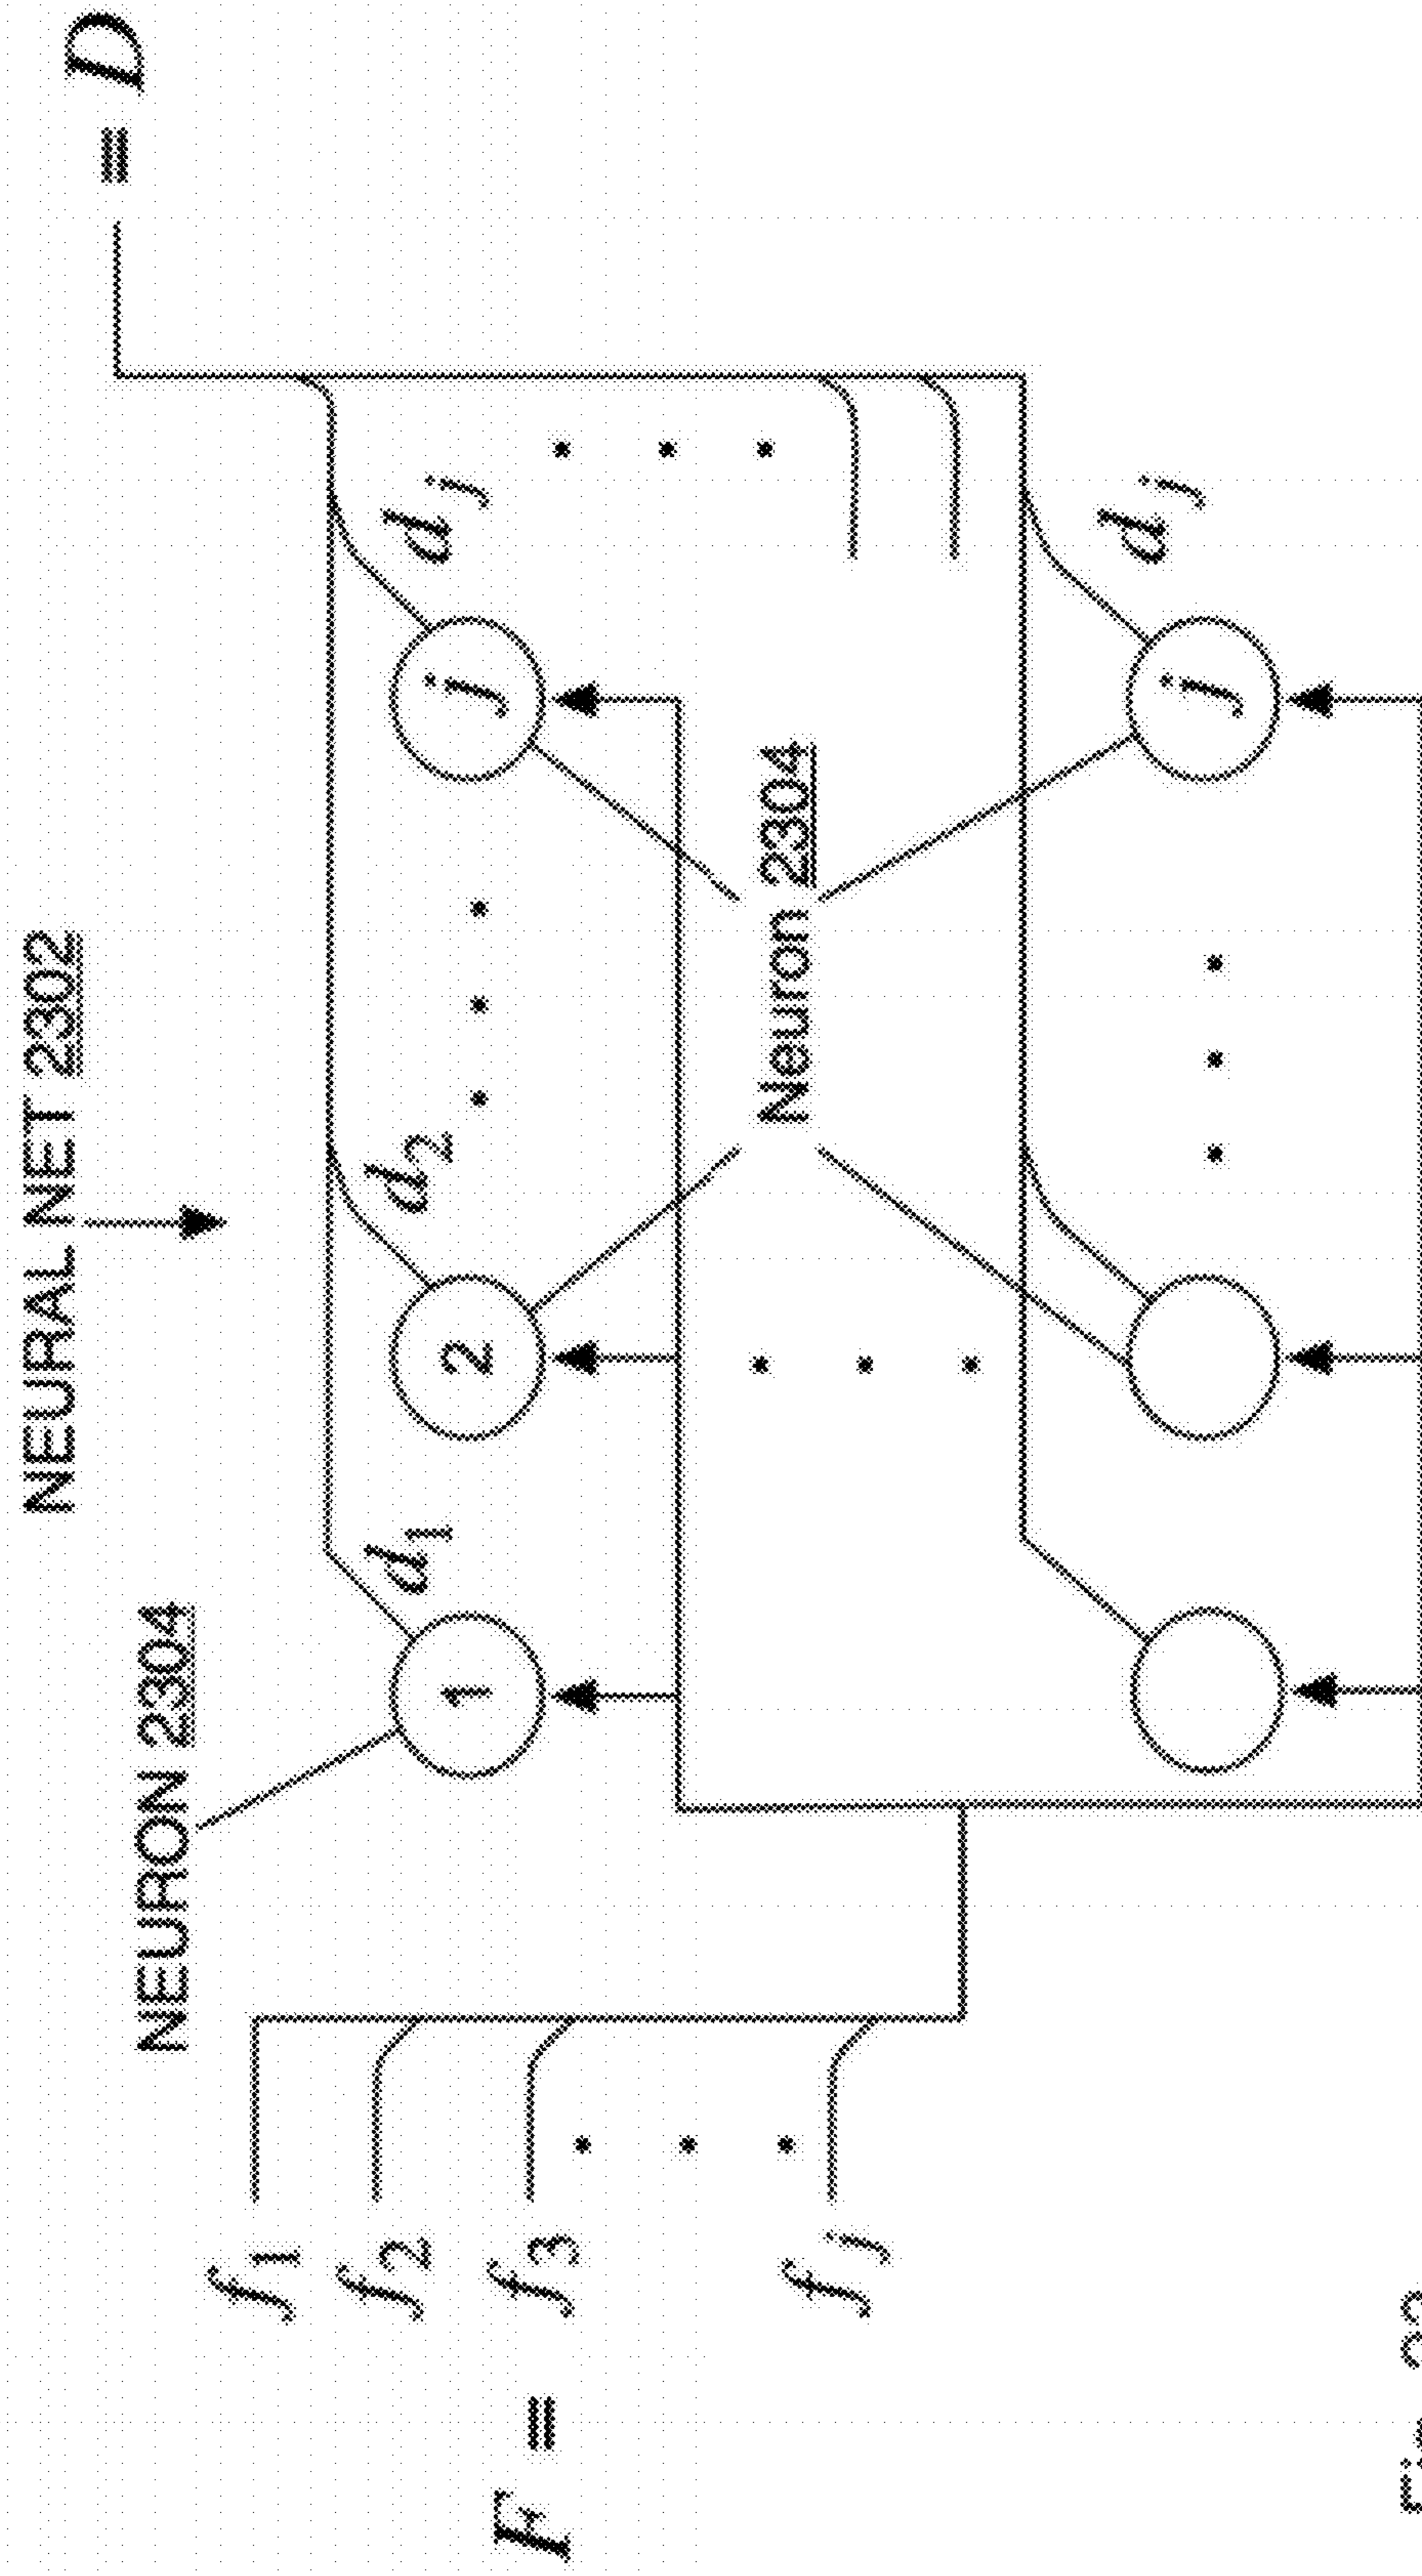 NEURAL NET 2302
NEURON 2304
= D
f1
f2
F = f3
fj
d1
d2
dj
1
2
j
Neuron 2304
dj
j